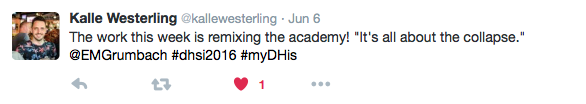 Kalle Westerling @kallewesterling · Jun 6
The work this week is remixing the academy! "It's all about the collapse."
@EMGrumbach #dhsi2016 #myDHis
1